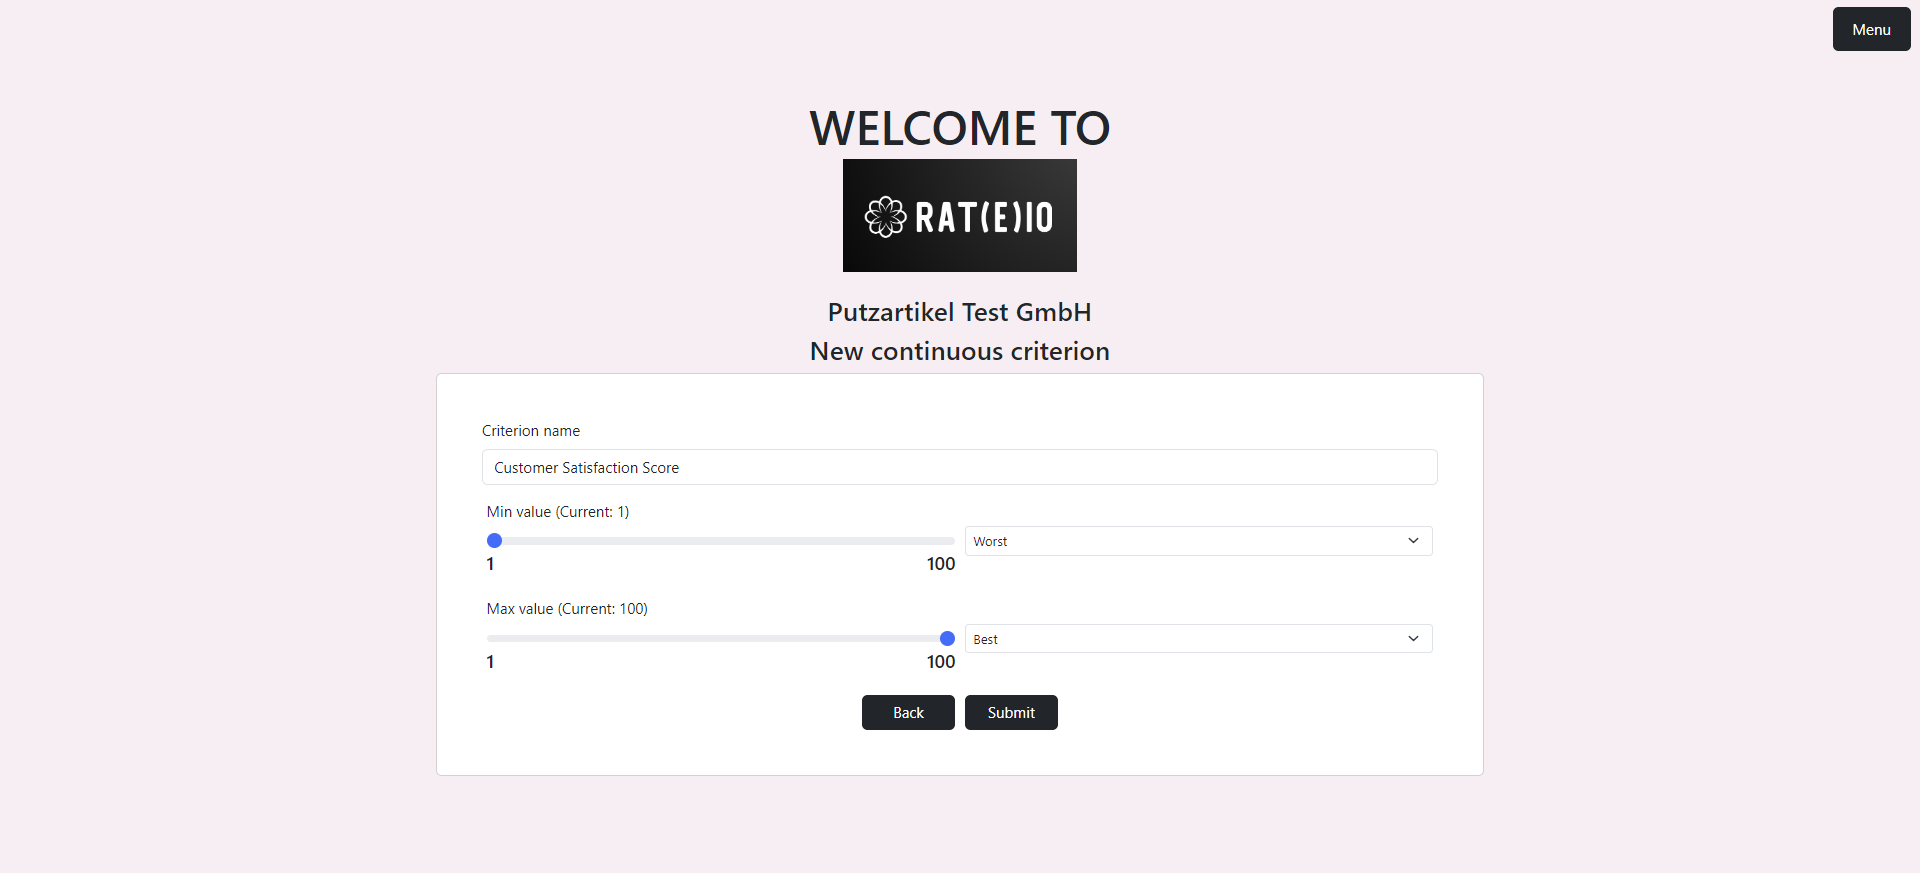 Menu
WELCOME TO
RAT(E)IO
Putzartikel Test GmbH
New continuous criterion
Criterion name
Customer Satisfaction Score
Min value (Current: 1)
Worst
1 100
Max value (Current: 100)
Best
1 100
Back Submit